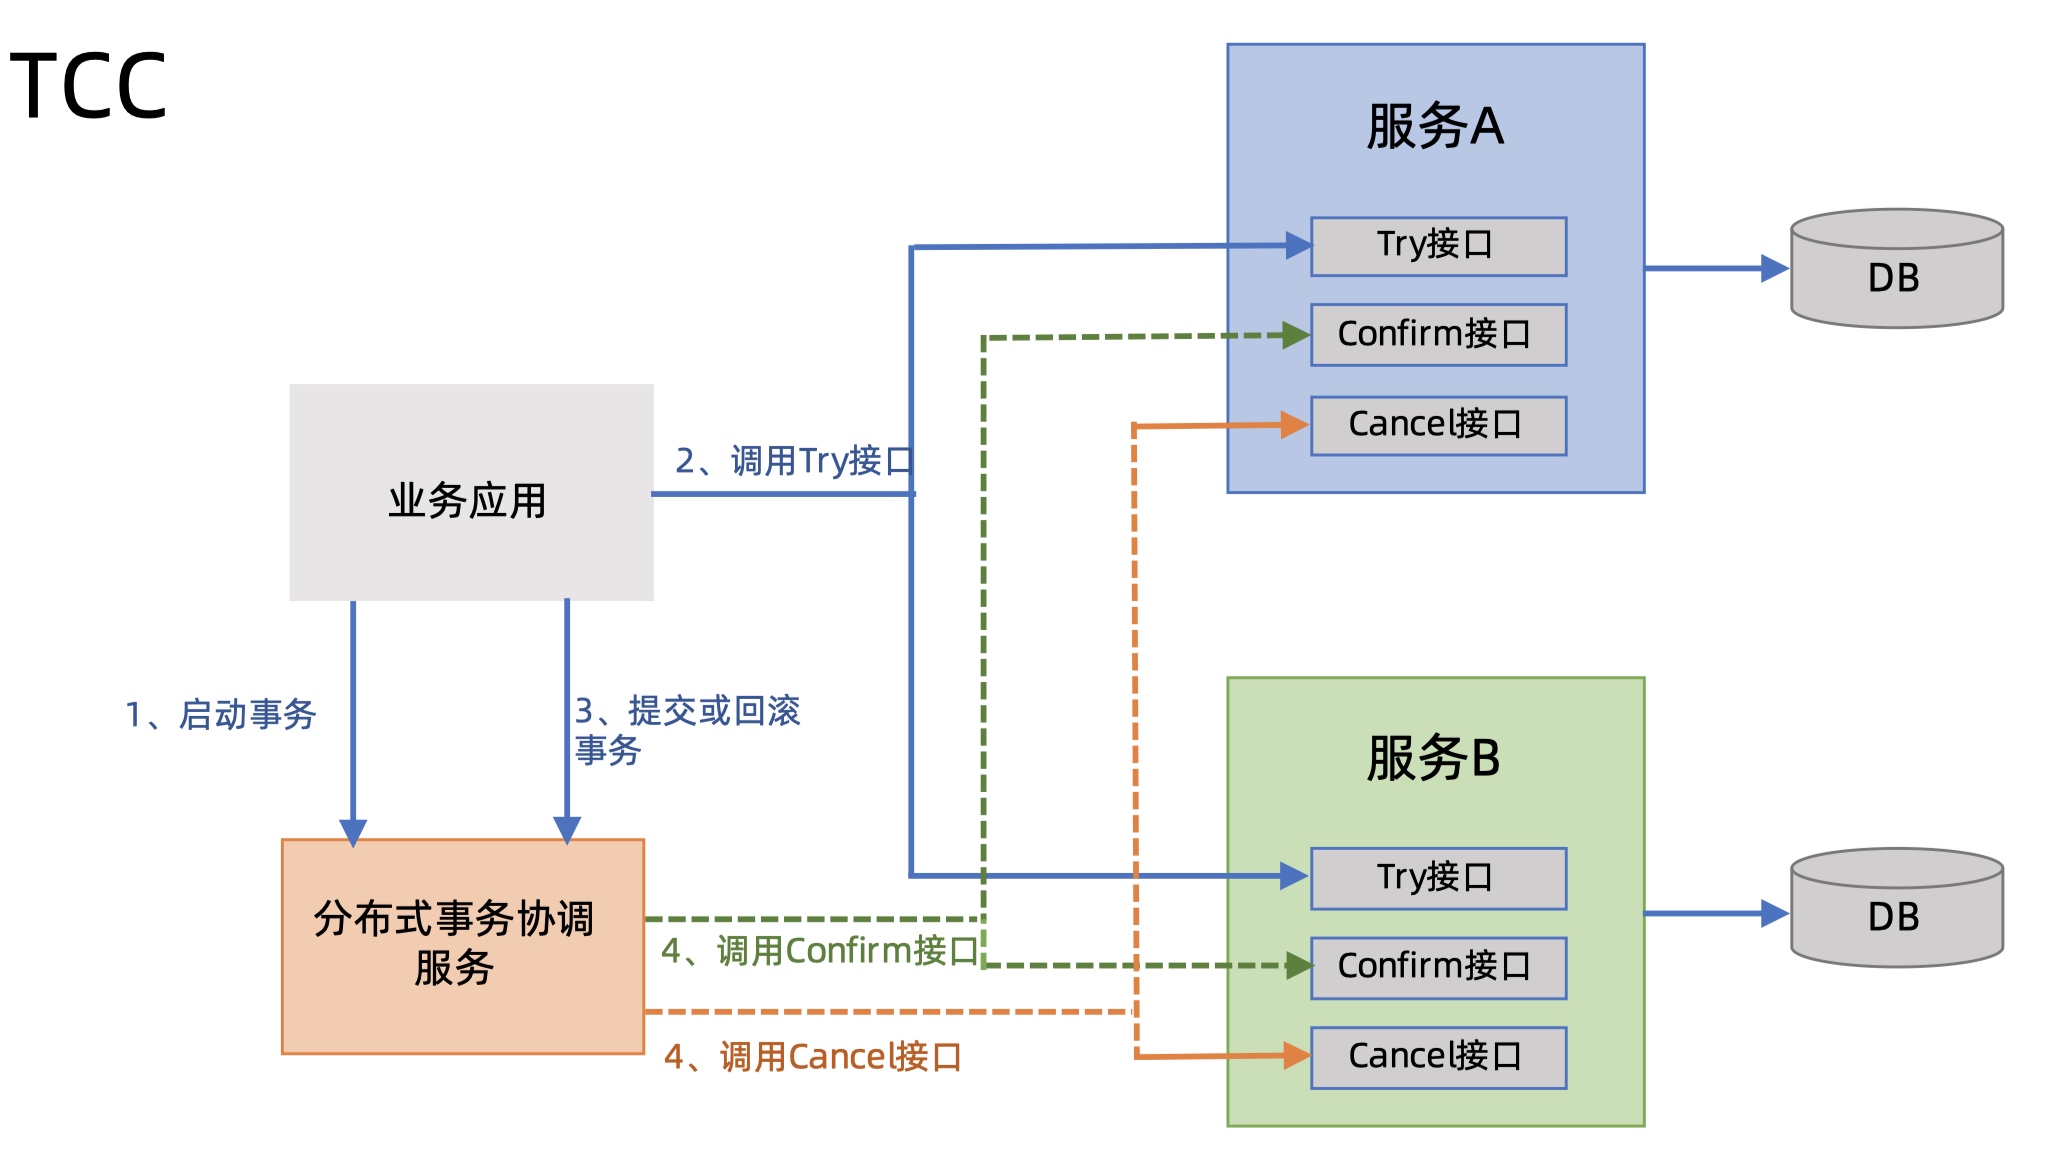 TCC
服务A
Try接口
Confirm接口
Cancel接口
DB
业务应用
2、调用Try接口
1、启动事务
3、提交或回滚
事务
分布式事务协调
服务
4、调用Confirm接口
4、调用Cancel接口
服务B
Try接口
Confirm接口
Cancel接口
DB